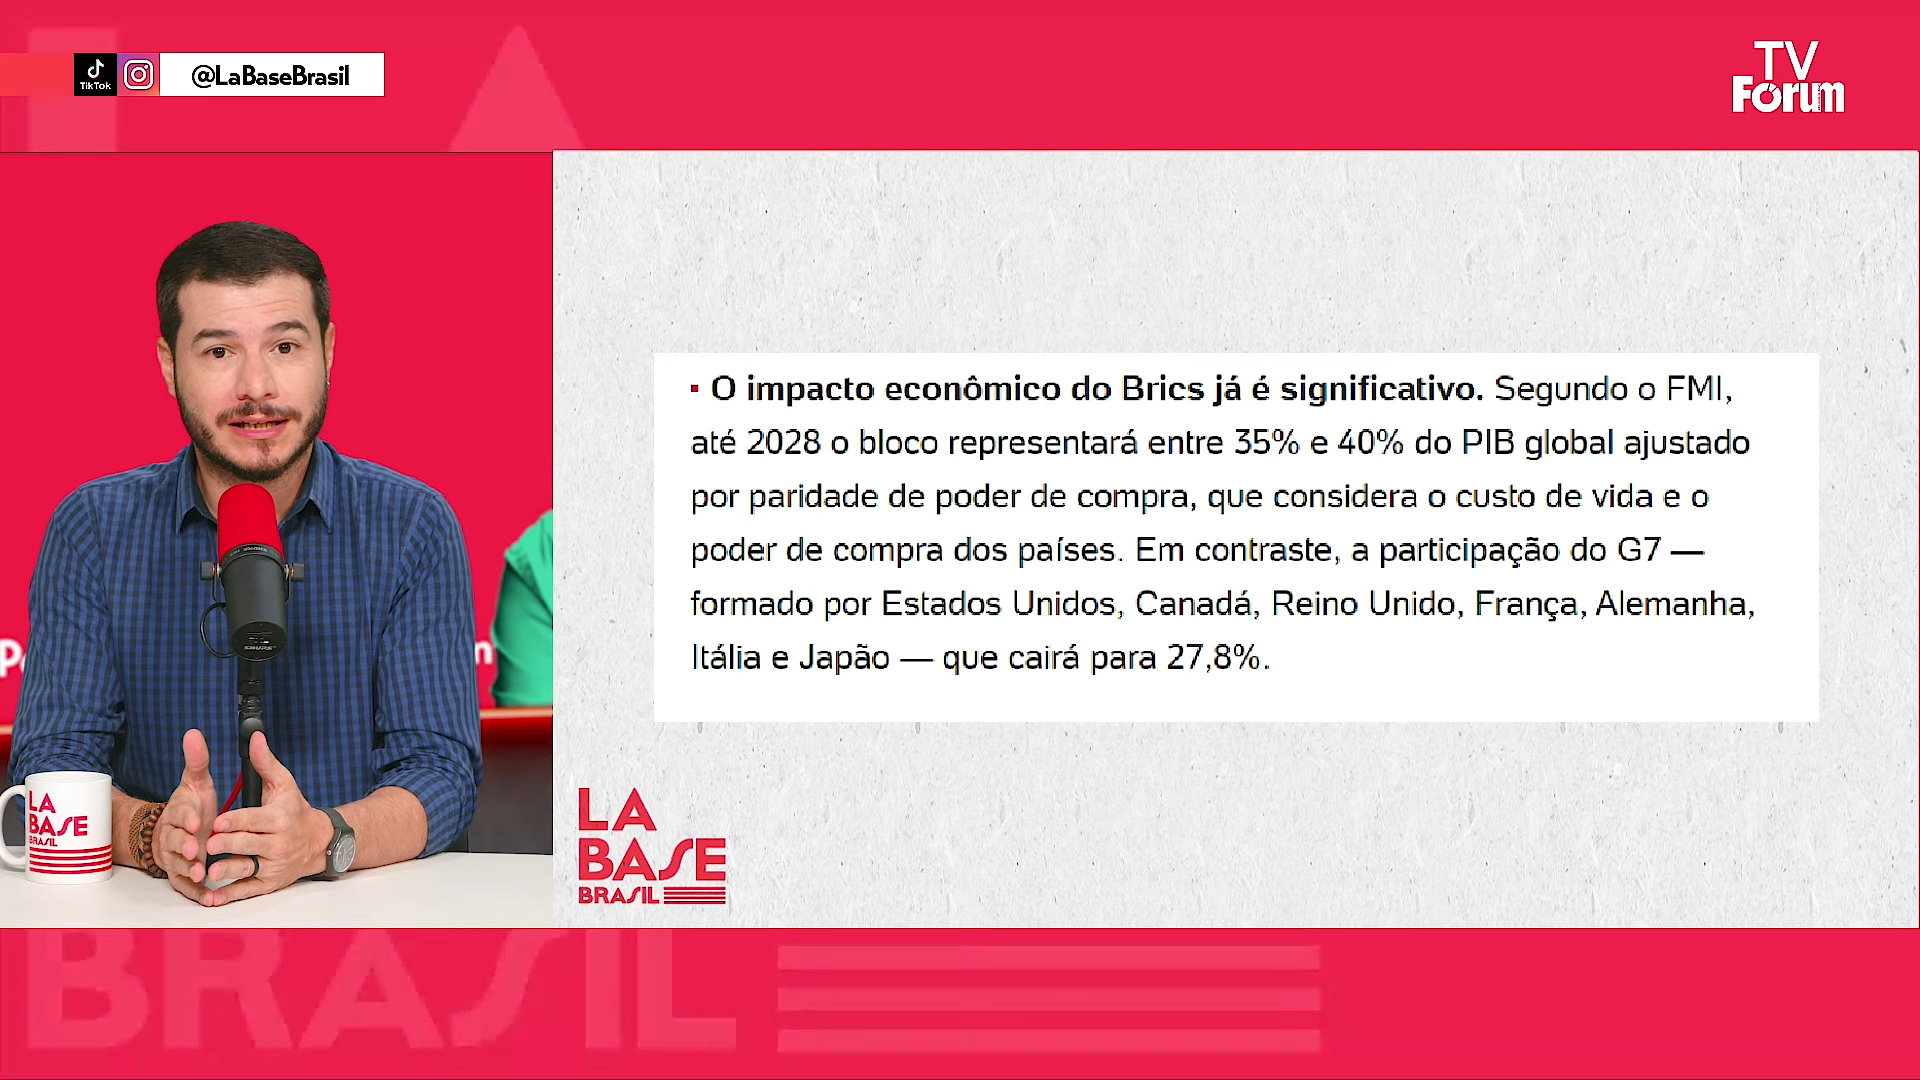 TikTok
@LaBaseBrasil
TV
Fórum
▪ O impacto econômico do Brics já é significativo. Segundo o FMI,
até 2028 o bloco representará entre 35% e 40% do PIB global ajustado
por paridade de poder de compra, que considera o custo de vida e o
poder de compra dos países. Em contraste, a participação do G7 —
formado por Estados Unidos, Canadá, Reino Unido, França, Alemanha,
Itália e Japão — que cairá para 27,8%.
SHURE
LA
BASE
BRASIL
LA
BASE
BRASIL
BRASIL